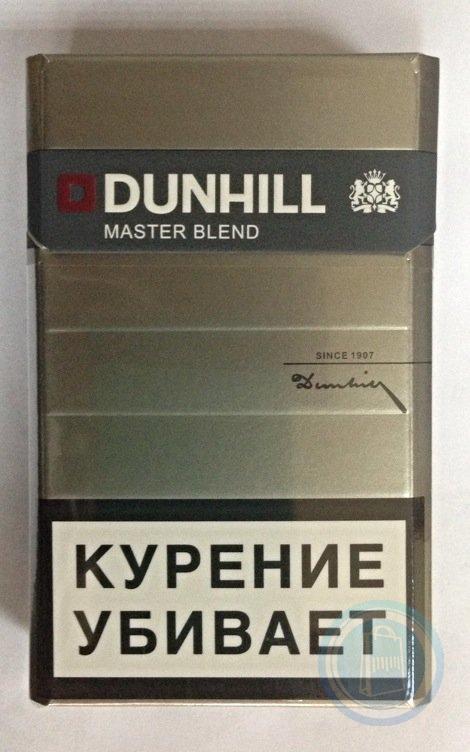 D DUNHILL
MASTER BLEND
SINCE 1907
Dunhill
КУРЕНИЕ
УБИВАЕТ